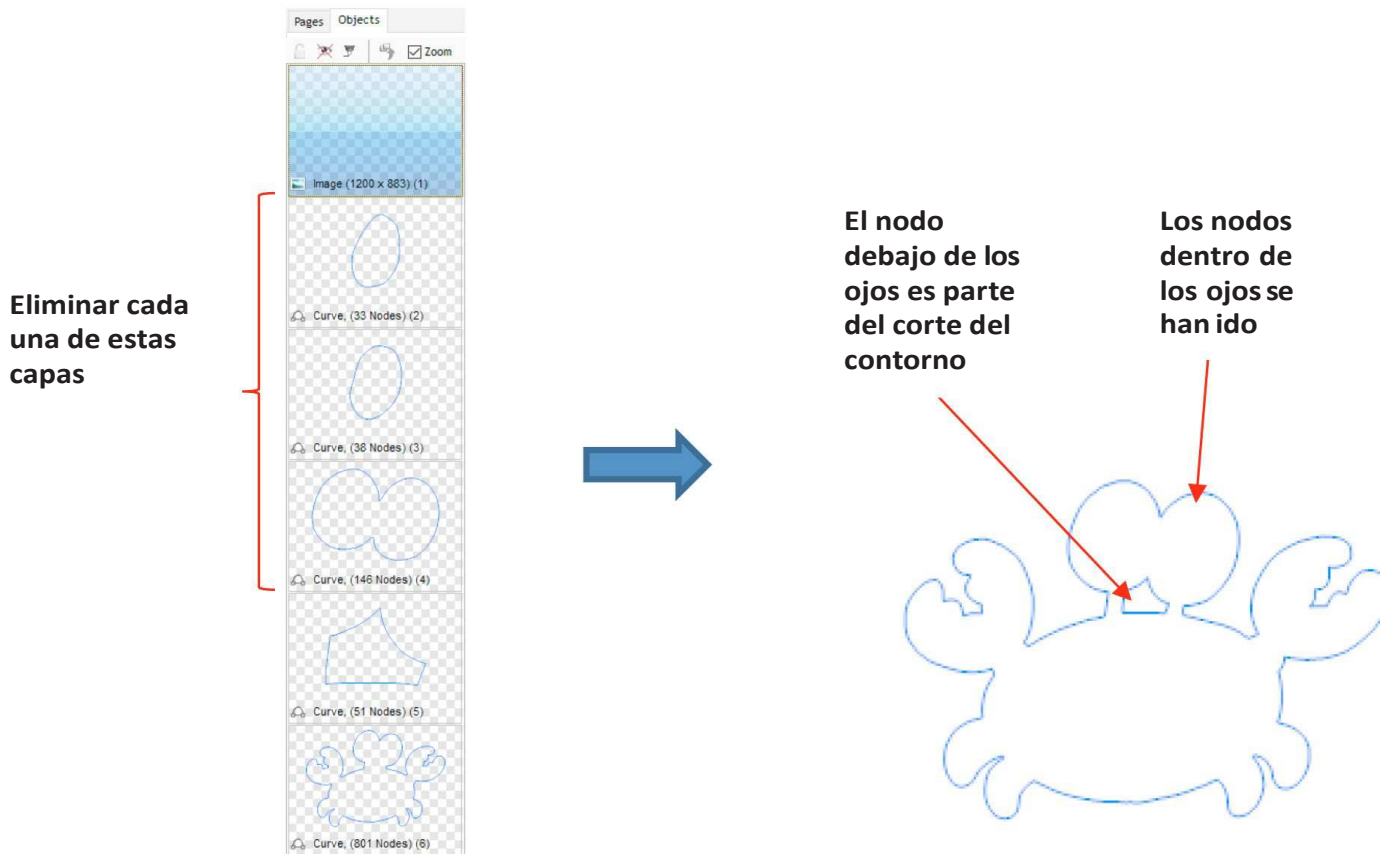 Pages Objects
Zoom
Image (1200 x 883) (1)
Curve, (33 Nodes) (2)
Curve, (38 Nodes) (3)
Curve, (146 Nodes) (4)
Curve, (51 Nodes) (5)
Curve, (801 Nodes) (6)
Eliminar cada
una de estas
capas
El nodo
debajo de los
ojos es parte
del corte del
contorno
Los nodos
dentro de
los ojos se
han ido